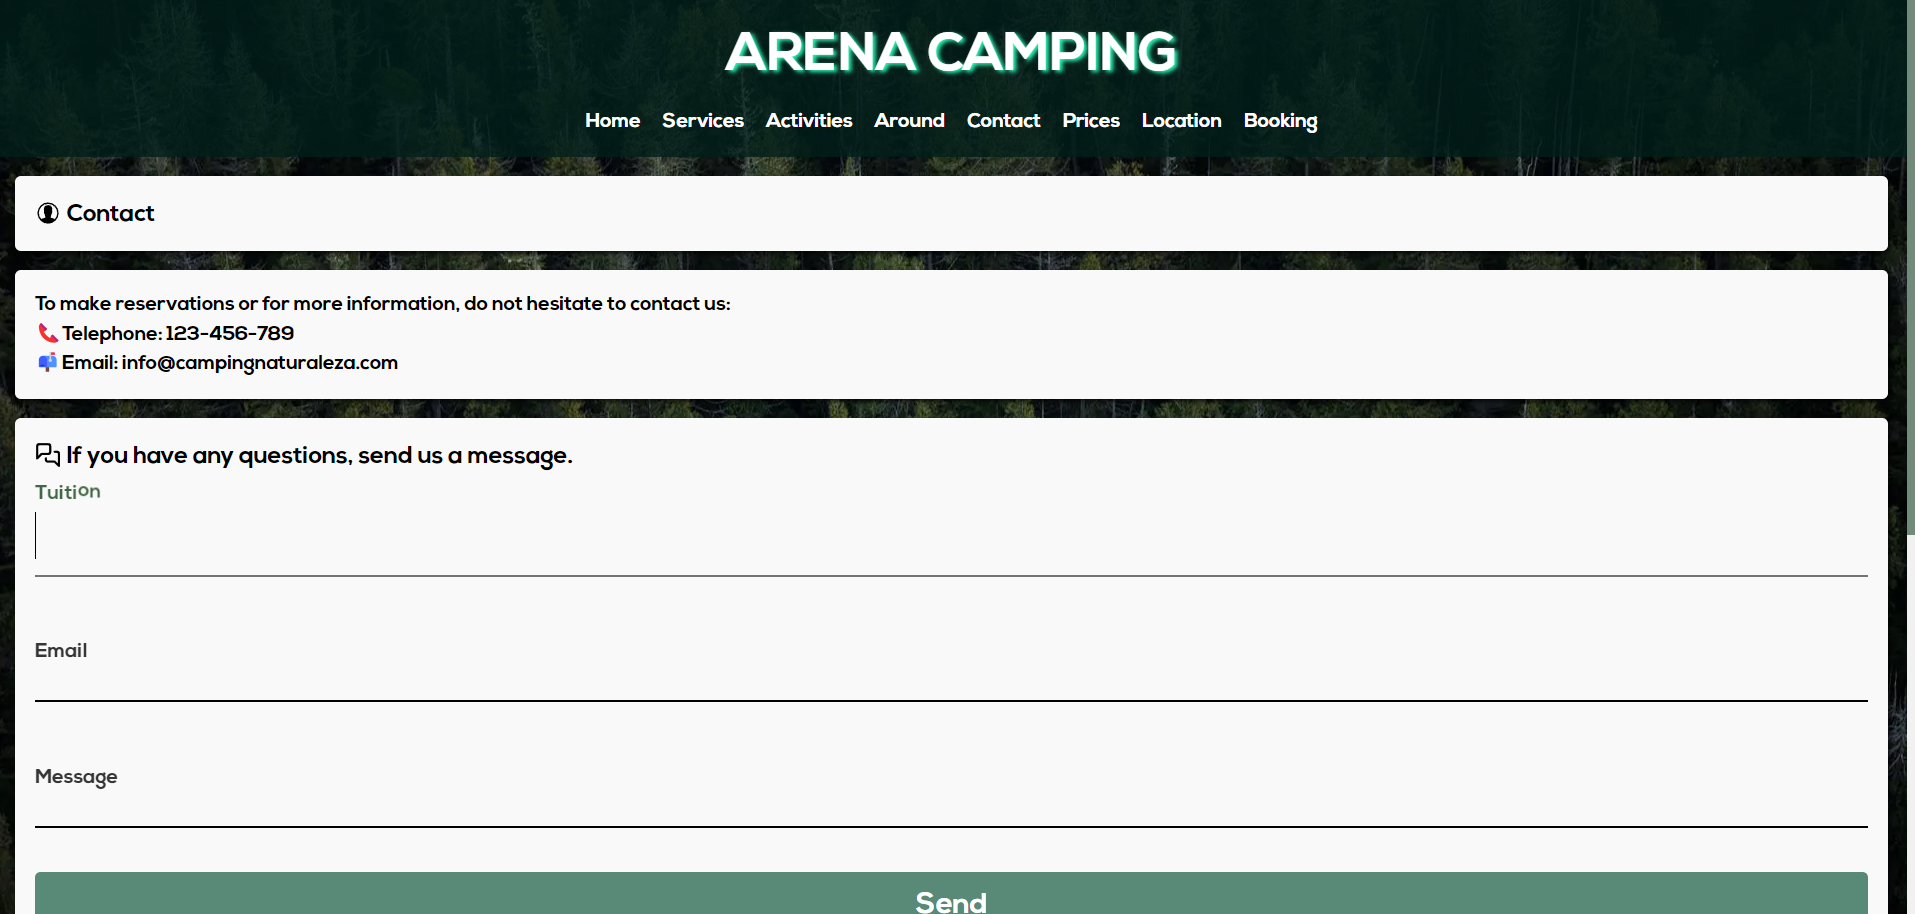 ARENA CAMPING
Home Services Activities Around Contact Prices Location Booking
Contact
To make reservations or for more information, do not hesitate to contact us:
Telephone: 123-456-789
Email: info@campingnaturaleza.com
If you have any questions, send us a message.
Tuition
Email
Message
Send